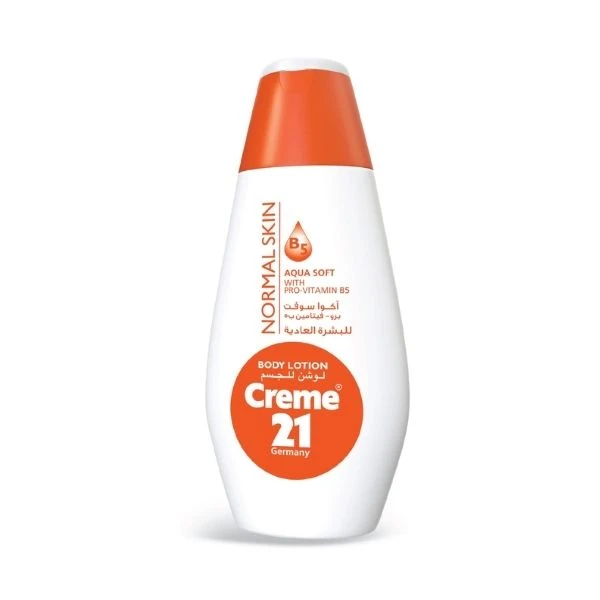 NORMAL SKIN
B5
AQUA SOFT
WITH
PRO-VITAMIN B5
أكوا سوفت
برو- فيتامين ب٥
للبشرة العادية
BODY LOTION
لوشن للجسم
Creme®
21
Germany